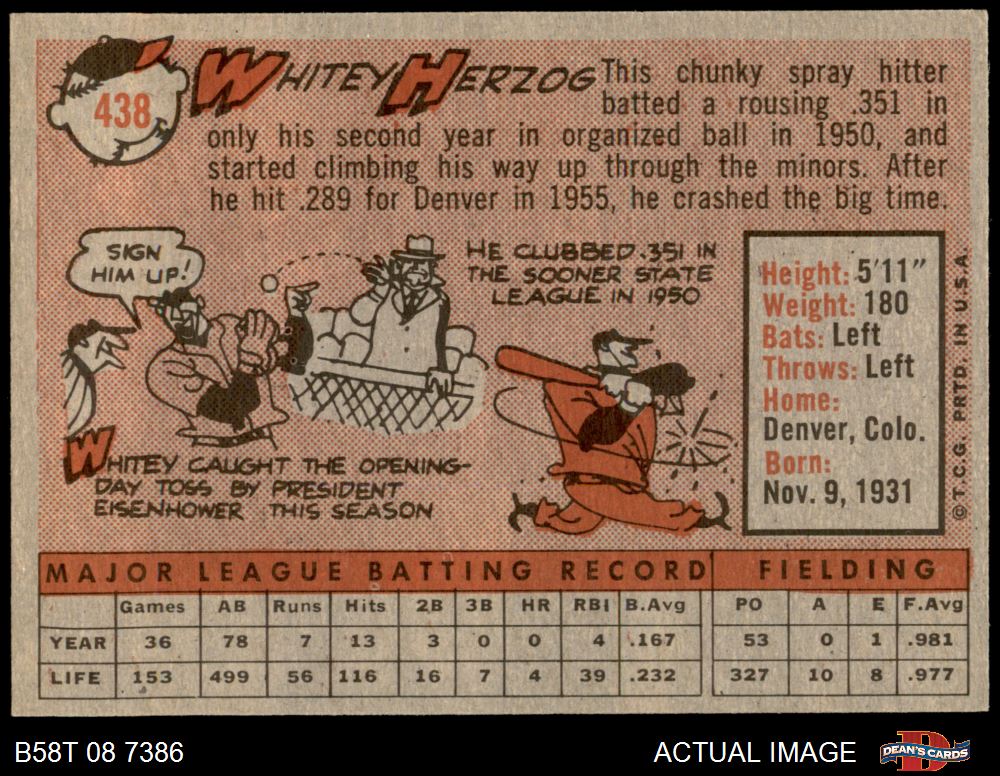 438
WHITEY HERZOG
This chunky spray hitter
batted a rousing .351 in
only his second year in organized ball in 1950, and
started climbing his way up through the minors. After
he hit .289 for Denver in 1955, he crashed the big time.
SIGN
HIM UP!
HE CLUBBED .351 IN
THE SOONER STATE
LEAGUE IN 1950
WHITEY CAUGHT THE OPENING-
DAY TOSS BY PRESIDENT
EISENHOWER THIS SEASON
Height: 5'11"
Weight: 180
Bats: Left
Throws: Left
Home:
Denver, Colo.
Born:
Nov. 9, 1931
© T.C.G. PRTD. IN U.S.A.
MAJOR LEAGUE BATTING RECORD FIELDING
Games AB Runs Hits 2B 3B HR RBI B.Avg PO A E F.Avg
YEAR 36 78 7 13 3 0 0 4 .167 53 0 1 .981
LIFE 153 499 56 116 16 7 4 39 .232 327 10 8 .977
B58T 08 7386
ACTUAL IMAGE
D
DEAN'S CARDS